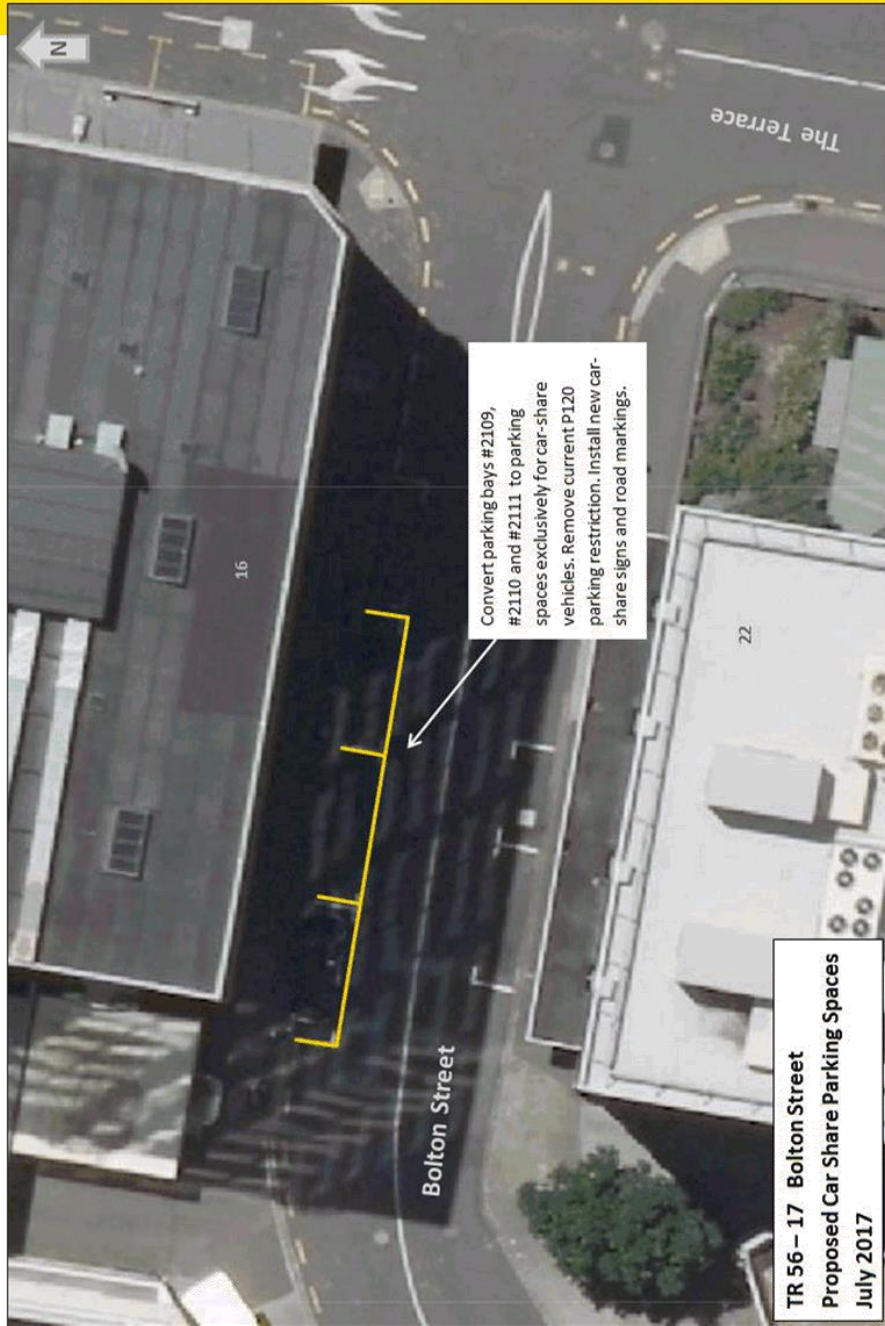 N
The Terrace
16
Convert parking bays #2109,
#2110 and #2111 to parking
spaces exclusively for car-share
vehicles. Remove current P120
parking restriction. Install new car-
share signs and road markings.
22
Bolton Street
TR 56 – 17 Bolton Street
Proposed Car Share Parking Spaces
July 2017